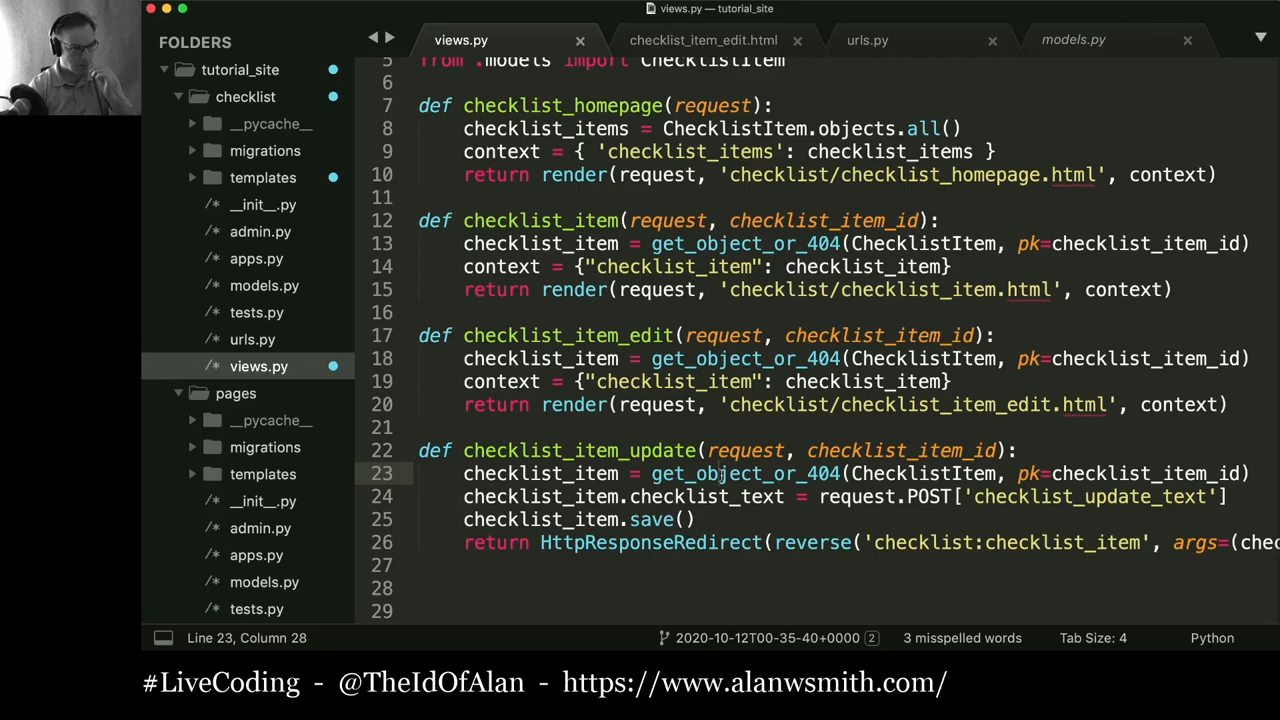 views.py — tutorial_site
FOLDERS
tutorial_site
checklist
__pycache__
migrations
templates
__init__.py
admin.py
apps.py
models.py
tests.py
urls.py
views.py
pages
__pycache__
migrations
templates
__init__.py
admin.py
apps.py
models.py
tests.py
views.py
checklist_item_edit.html
urls.py
models.py
5 from .models import ChecklistItem
6
7 def checklist_homepage(request):
8     checklist_items = ChecklistItem.objects.all()
9     context = { 'checklist_items': checklist_items }
10     return render(request, 'checklist/checklist_homepage.html', context)
11
12 def checklist_item(request, checklist_item_id):
13     checklist_item = get_object_or_404(ChecklistItem, pk=checklist_item_id)
14     context = {"checklist_item": checklist_item}
15     return render(request, 'checklist/checklist_item.html', context)
16
17 def checklist_item_edit(request, checklist_item_id):
18     checklist_item = get_object_or_404(ChecklistItem, pk=checklist_item_id)
19     context = {"checklist_item": checklist_item}
20     return render(request, 'checklist/checklist_item_edit.html', context)
21
22 def checklist_item_update(request, checklist_item_id):
23     checklist_item = get_object_or_404(ChecklistItem, pk=checklist_item_id)
24     checklist_item.checklist_text = request.POST['checklist_update_text']
25     checklist_item.save()
26     return HttpResponseRedirect(reverse('checklist:checklist_item', args=(chec
27
28
29
Line 23, Column 28
2020-10-12T00-35-40+0000 2
3 misspelled words
Tab Size: 4
Python
#LiveCoding - @TheIdOfAlan - https://www.alanwsmith.com/